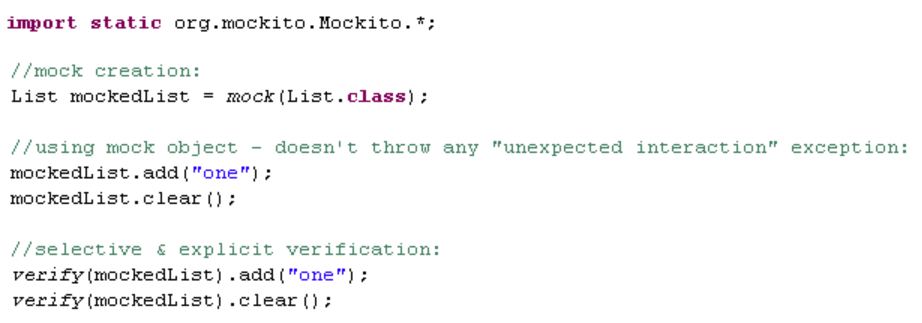 import static org.mockito.Mockito.*;
//mock creation:
List mockedList = mock(List.class);
//using mock object - doesn't throw any "unexpected interaction" exception:
mockedList.add("one");
mockedList.clear();
//selective & explicit verification:
verify(mockedList).add("one");
verify(mockedList).clear();